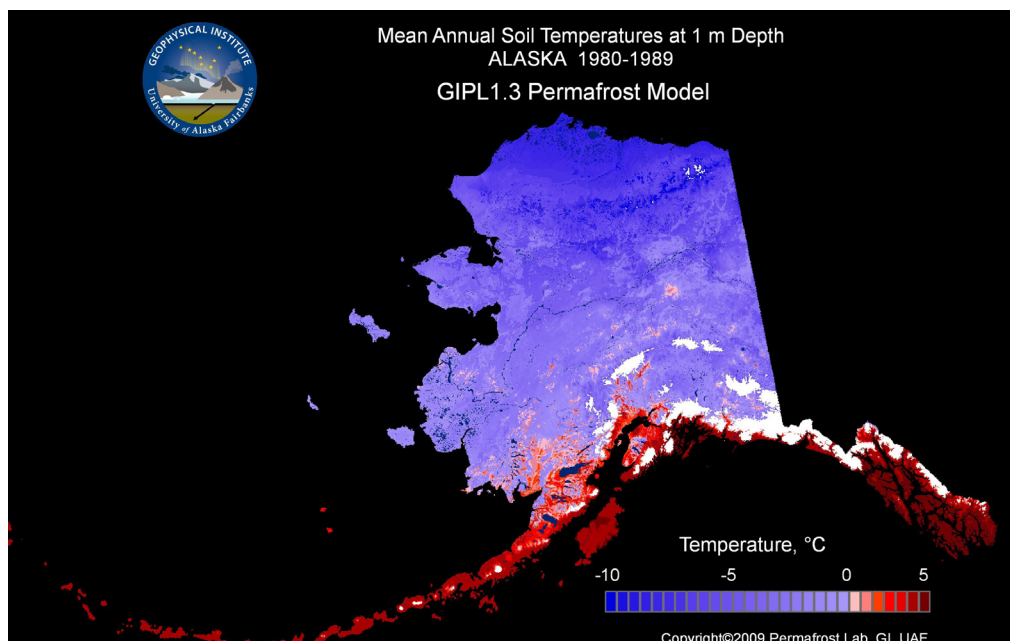 GEOPHYSICAL INSTITUTE
University of Alaska Fairbanks
Mean Annual Soil Temperatures at 1 m Depth
ALASKA 1980-1989
GIPL1.3 Permafrost Model
Temperature, °C
-10 -5 0 5
Copyright©2009 Permafrost Lab, GI, UAF